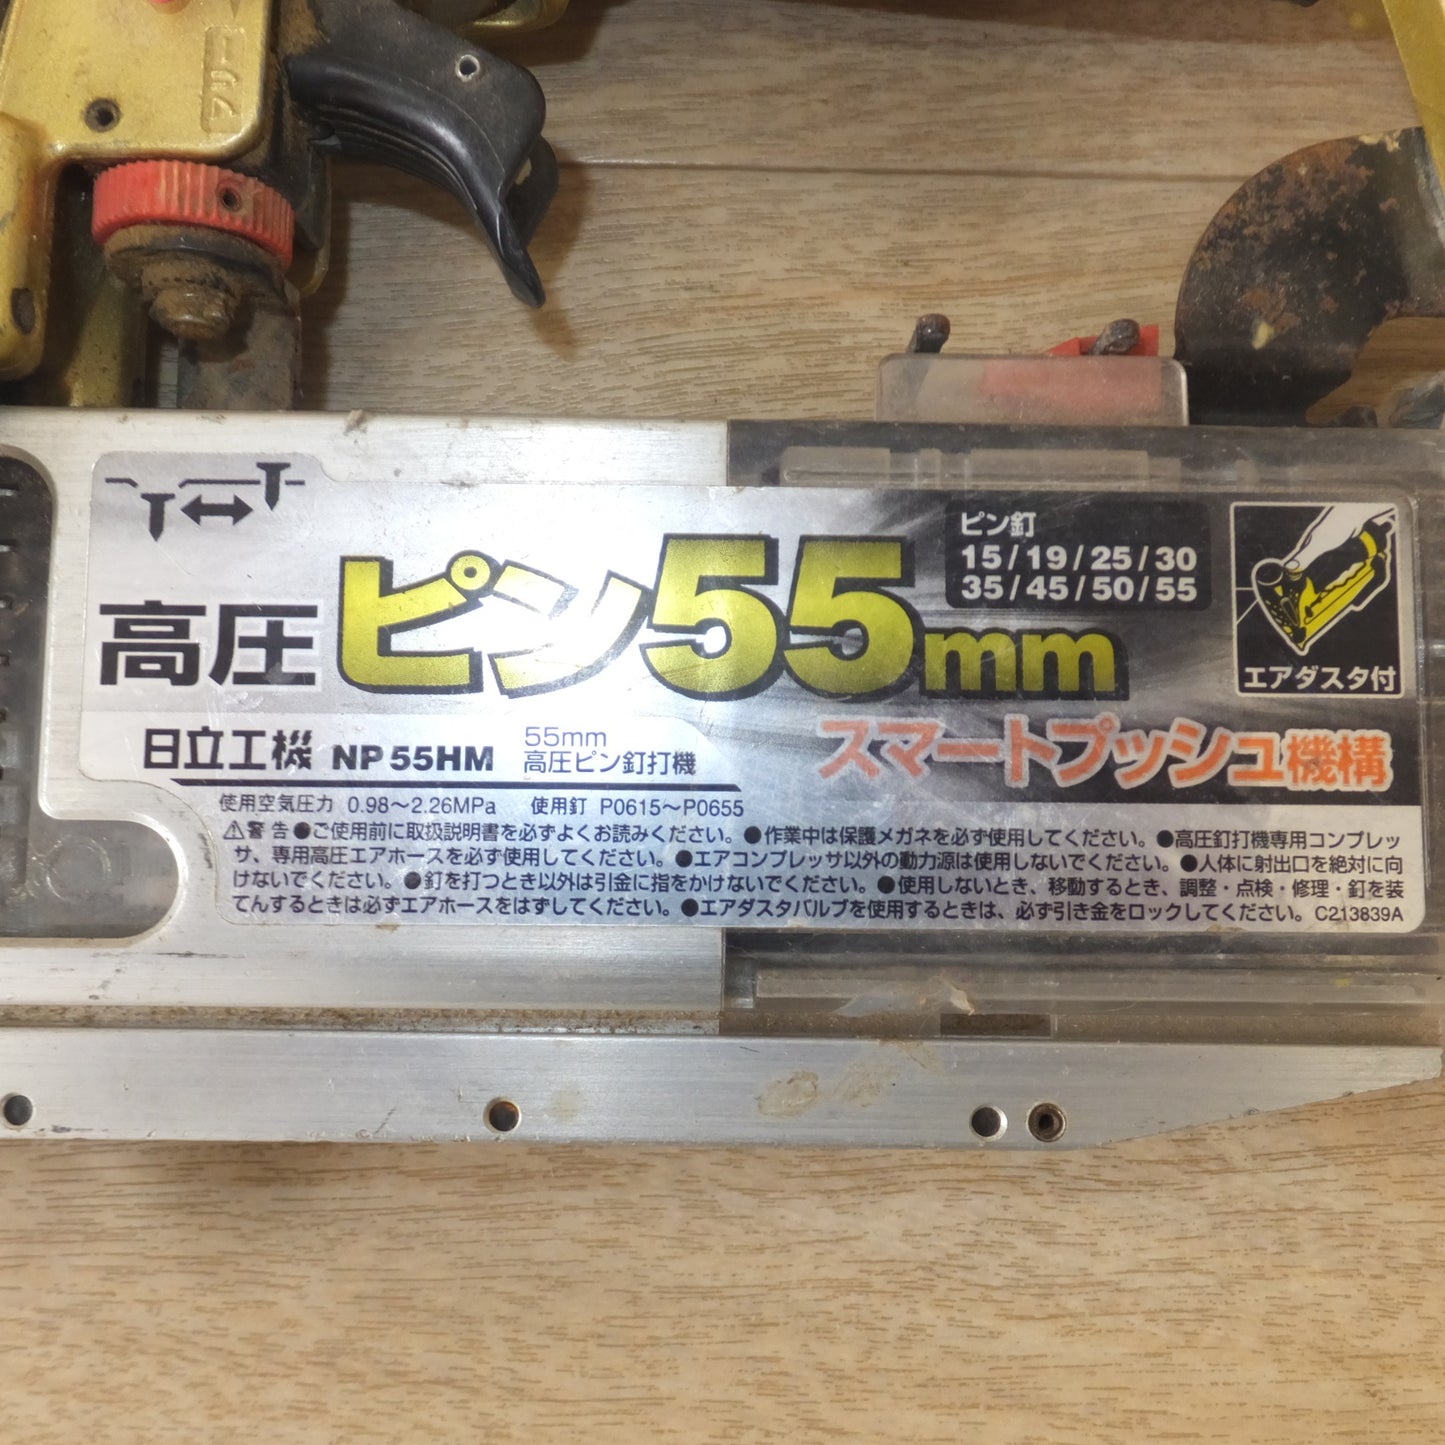 フリー
ピン釘
15/19/25/30
35/45/50/55
高圧 ピン55mm
エアダスタ付
スマートプッシュ機構
日立工機 NP 55HM 55mm
高圧ピン釘打機
使用空気圧力 0.98～2.26MPa 使用釘 P0615～P0655
⚠警告●ご使用前に取扱説明書を必ずよくお読みください。●作業中は保護メガネを必ず使用してください。●高圧釘打機専用コンプレッ
サ、専用高圧エアホースを必ず使用してください。●エアコンプレッサ以外の動力源は使用しないでください。●人体に射出口を絶対に向
けないでください。●釘を打つとき以外は引金に指をかけないでください。●使用しないとき、移動するとき、調整・点検・修理・釘を装
てんするときは必ずエアホースをはずしてください。●エアダスタバルブを使用するときは、必ず引き金をロックしてください。C213839A